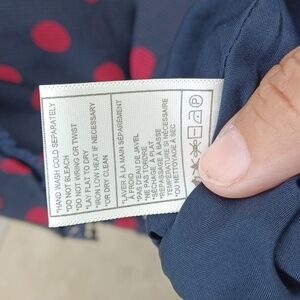 *HAND WASH COLD SEPARATELY
*DO NOT BLEACH
*DO NOT WRING OR TWIST
*LAY FLAT TO DRY
*IRON LOW HEAT IF NECESSARY
*OR DRY CLEAN
*LAVER À LA MAIN SÉPARÉMENT
À FROID
*PAS D'EAU DE JAVEL
*NE PAS TORDRE
*SÉCHAGE À PLAT
*REPASSAGE À BASSE
TEMPÉRATURE SI NÉCESSAIRE
*OU NETTOYAGE À SEC
P